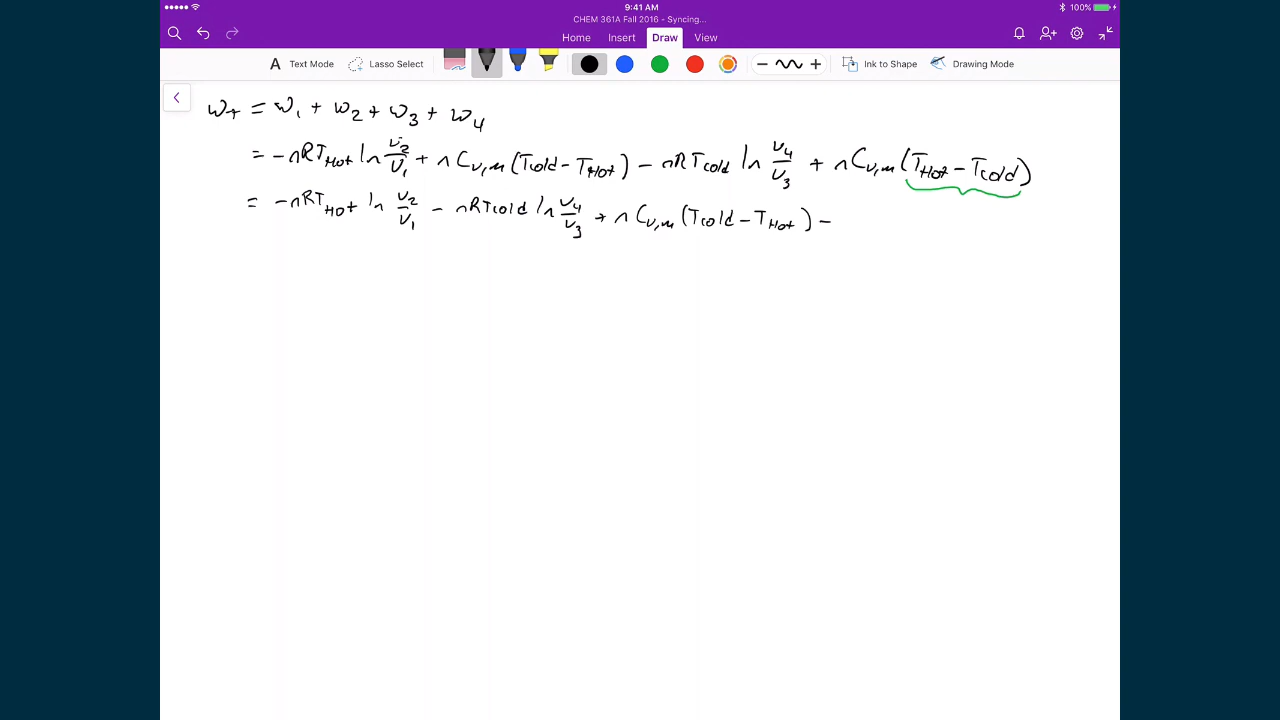 9:41 AM
100%
CHEM 361A Fall 2016 - Syncing...
Home Insert Draw View
A Text Mode Lasso Select Ink to Shape Drawing Mode
w_T = w_1 + w_2 + w_3 + w_4
= -nRT_Hot ln V_2/V_1 + nC_v,m(T_Cold - T_Hot) - nRT_cold ln V_4/V_3 + nC_v,m(T_Hot - T_Cold)
= -nRT_Hot ln V_2/V_1 - nRT_Cold ln V_4/V_3 + nC_v,m(T_Cold - T_Hot) -